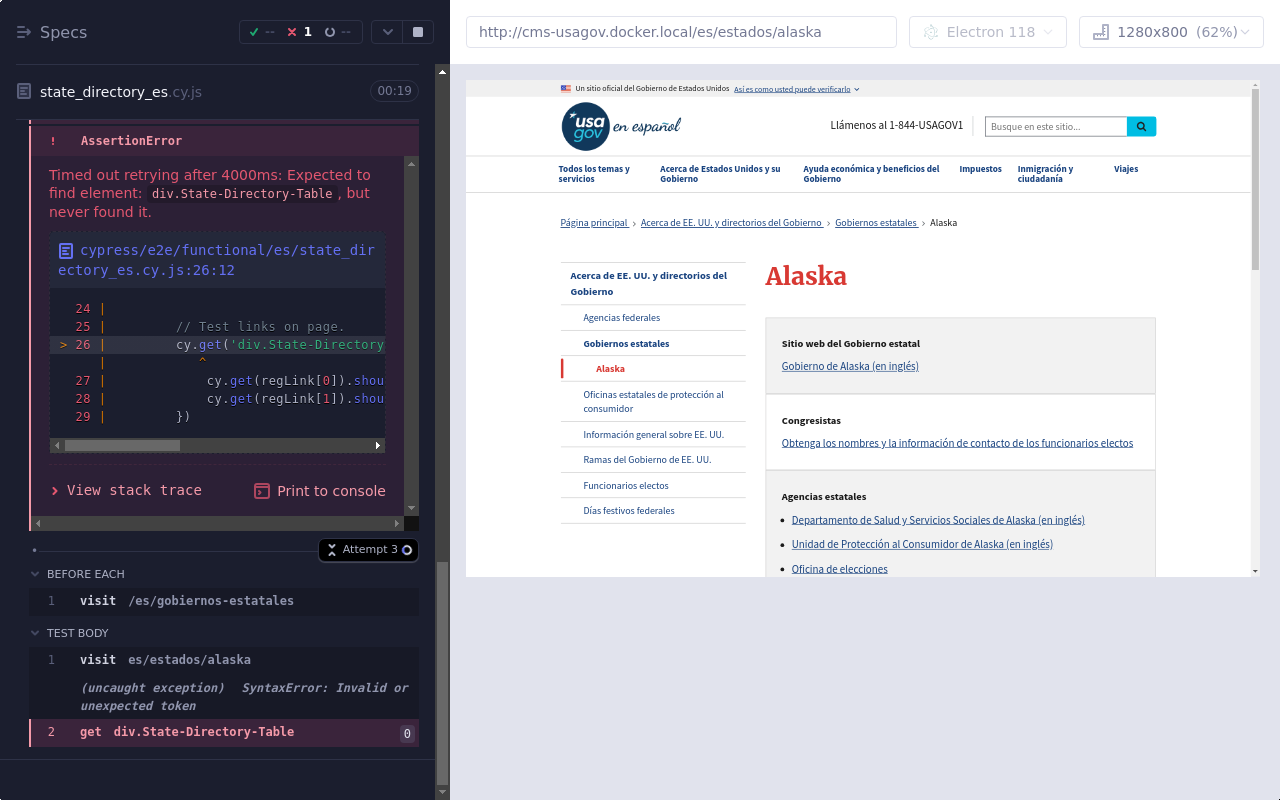 Specs
-- 1 --
state_directory_es.cy.js 00:19
! AssertionError
Timed out retrying after 4000ms: Expected to
find element: div.State-Directory-Table, but
never found it.
cypress/e2e/functional/es/state_dir
ectory_es.cy.js:26:12
24 |
25 | // Test links on page.
> 26 | cy.get('div.State-Directory
| ^
27 | cy.get(regLink[0]).shou
28 | cy.get(regLink[1]).shou
29 | })
View stack trace Print to console
Attempt 3
BEFORE EACH
1 visit /es/gobiernos-estatales
TEST BODY
1 visit es/estados/alaska
(uncaught exception) SyntaxError: Invalid or
unexpected token
2 get div.State-Directory-Table 0
http://cms-usagov.docker.local/es/estados/alaska
Electron 118
1280x800 (62%)
Un sitio oficial del Gobierno de Estados Unidos Así es como usted puede verificarlo
usa
gov en español
Llámenos al 1-844-USAGOV1
Busque en este sitio...
Todos los temas y
servicios
Acerca de Estados Unidos y su
Gobierno
Ayuda económica y beneficios del
Gobierno
Impuestos
Inmigración y
ciudadanía
Viajes
Página principal › Acerca de EE. UU. y directorios del Gobierno › Gobiernos estatales › Alaska
Acerca de EE. UU. y directorios del
Gobierno
Agencias federales
Gobiernos estatales
Alaska
Oficinas estatales de protección al
consumidor
Información general sobre EE. UU.
Ramas del Gobierno de EE. UU.
Funcionarios electos
Días festivos federales
Alaska
Sitio web del Gobierno estatal
Gobierno de Alaska (en inglés)
Congresistas
Obtenga los nombres y la información de contacto de los funcionarios electos
Agencias estatales
• Departamento de Salud y Servicios Sociales de Alaska (en inglés)
• Unidad de Protección al Consumidor de Alaska (en inglés)
• Oficina de elecciones